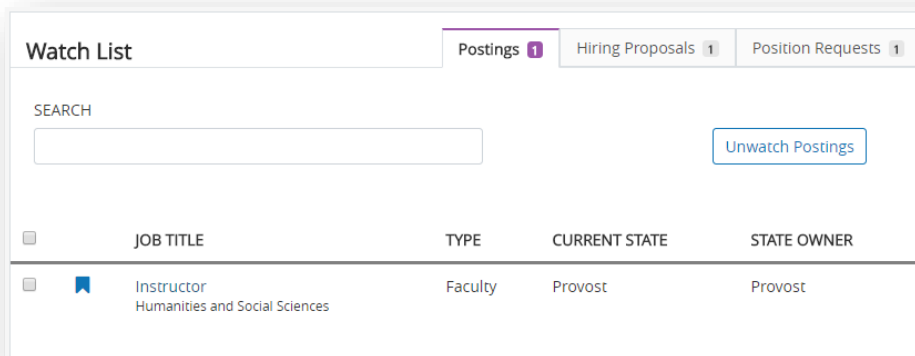 Watch List
Postings 1
Hiring Proposals 1
Position Requests 1
SEARCH
Unwatch Postings
JOB TITLE TYPE CURRENT STATE STATE OWNER
Instructor Faculty Provost Provost
Humanities and Social Sciences